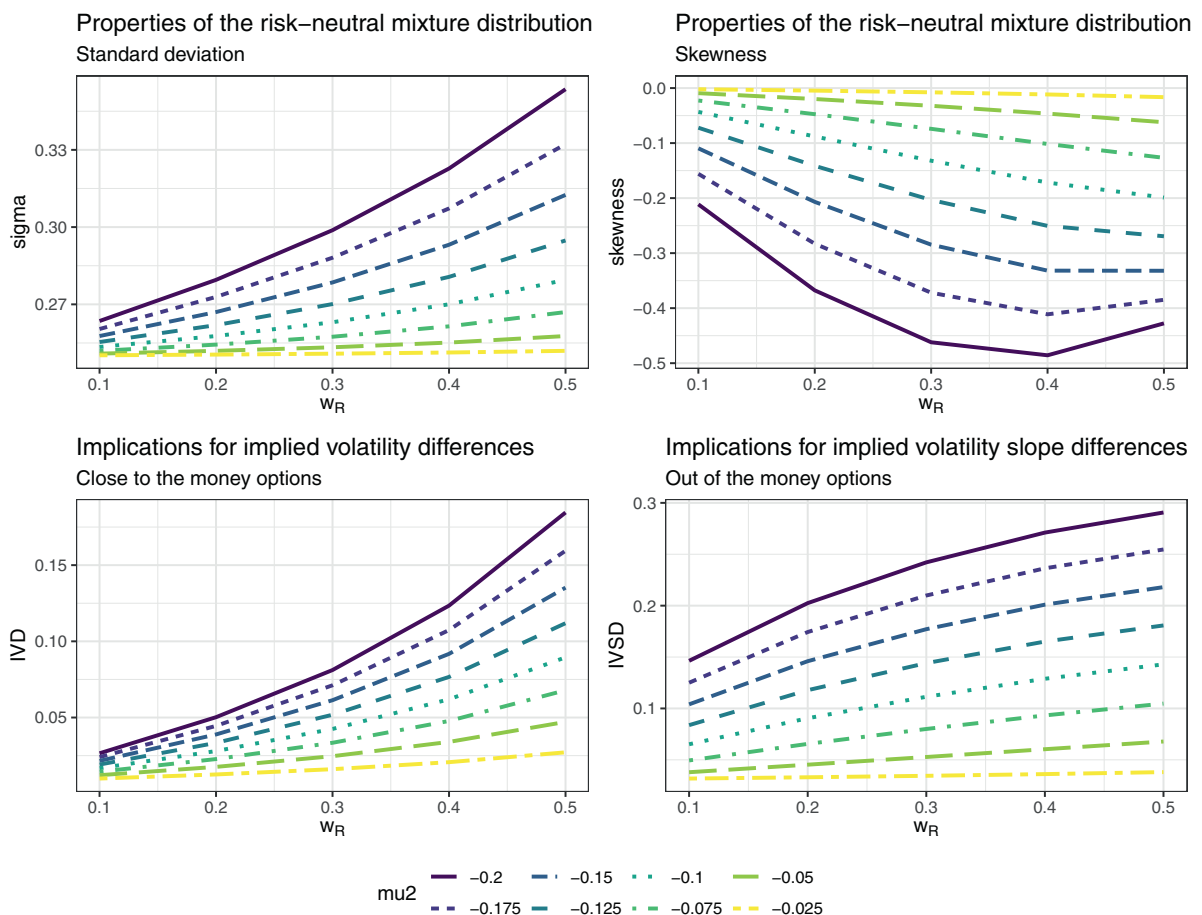 Properties of the risk−neutral mixture distribution
Standard deviation
0.33
0.30
0.27
sigma
0.1 0.2 0.3 0.4 0.5
wR
Properties of the risk−neutral mixture distribution
Skewness
0.0
−0.1
−0.2
−0.3
−0.4
−0.5
skewness
0.1 0.2 0.3 0.4 0.5
wR
Implications for implied volatility differences
Close to the money options
0.15
0.10
0.05
IVD
0.1 0.2 0.3 0.4 0.5
wR
Implications for implied volatility slope differences
Out of the money options
0.3
0.2
0.1
IVSD
0.1 0.2 0.3 0.4 0.5
wR
mu2
−0.2 −0.15 −0.1 −0.05
−0.175 −0.125 −0.075 −0.025